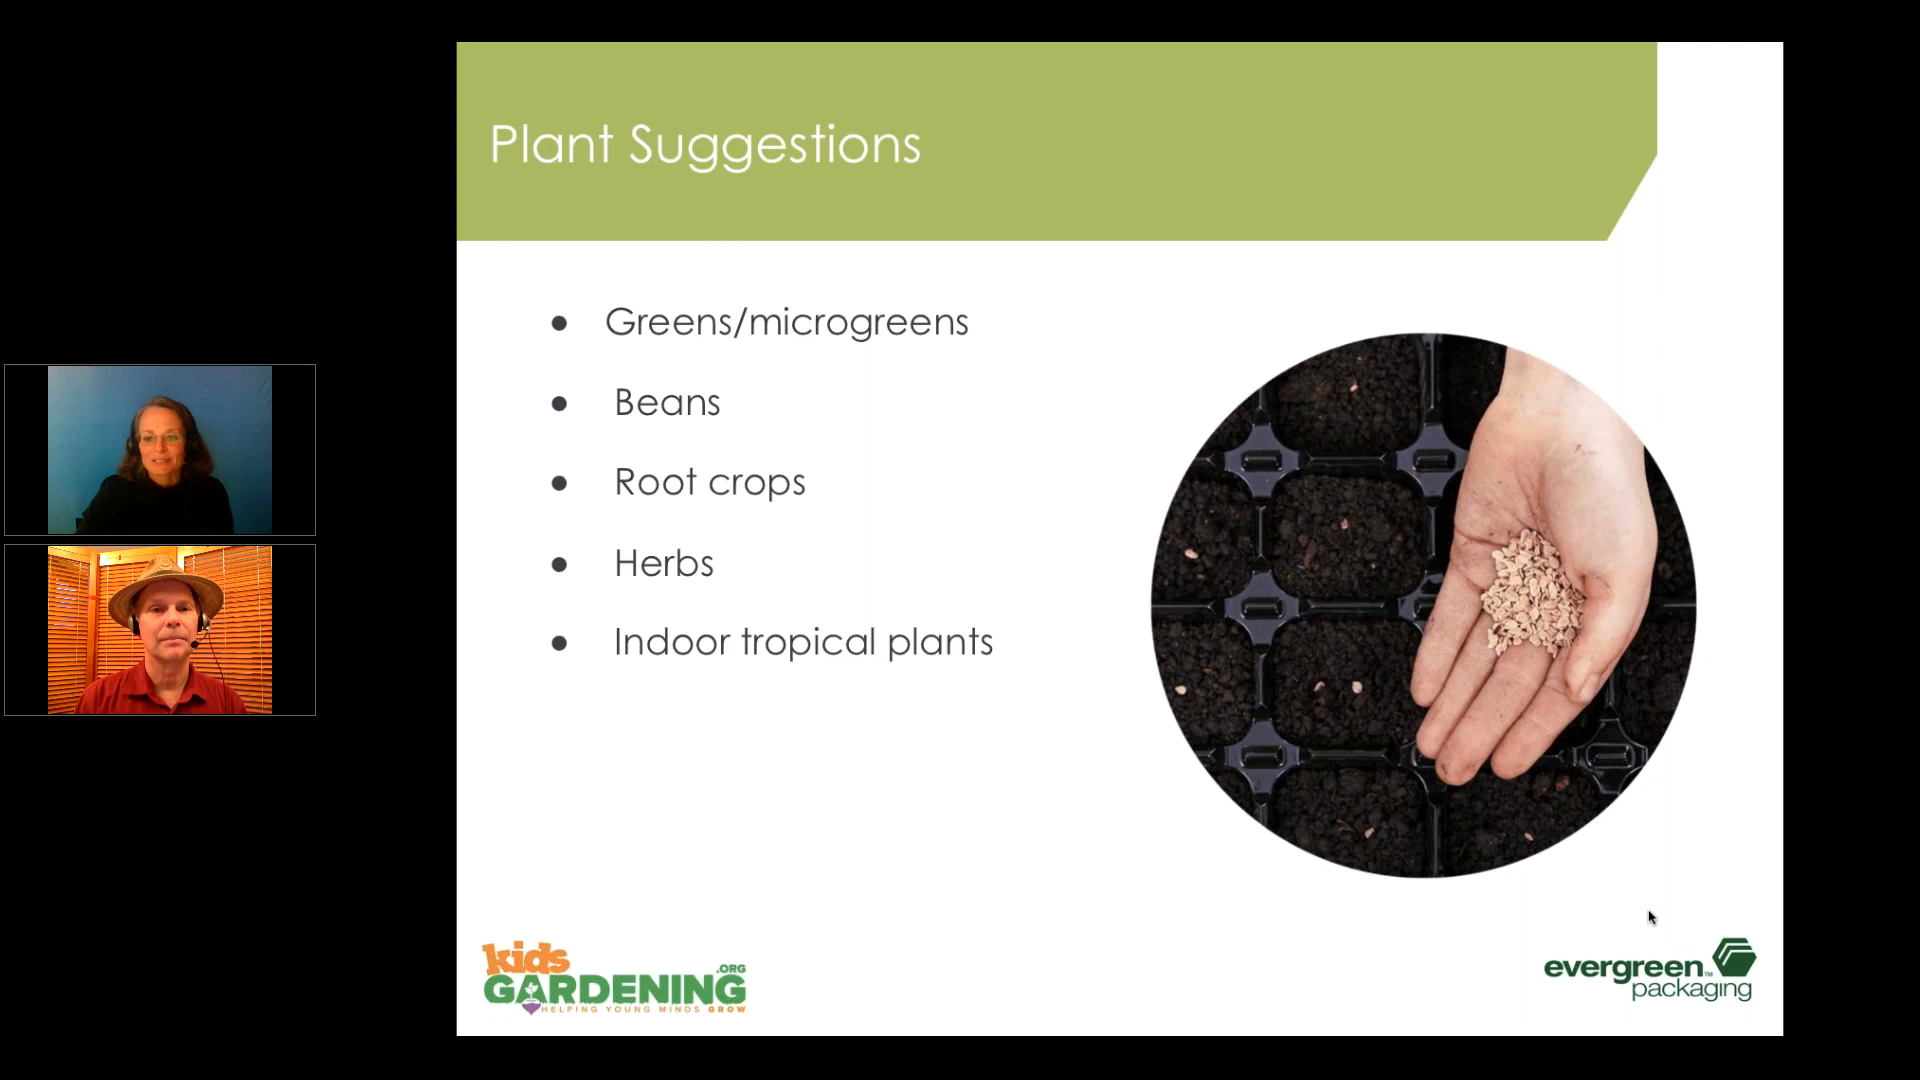 Plant Suggestions
● Greens/microgreens
● Beans
● Root crops
● Herbs
● Indoor tropical plants
kids
GARDENING.ORG
HELPING YOUNG MINDS GROW
evergreen™
packaging